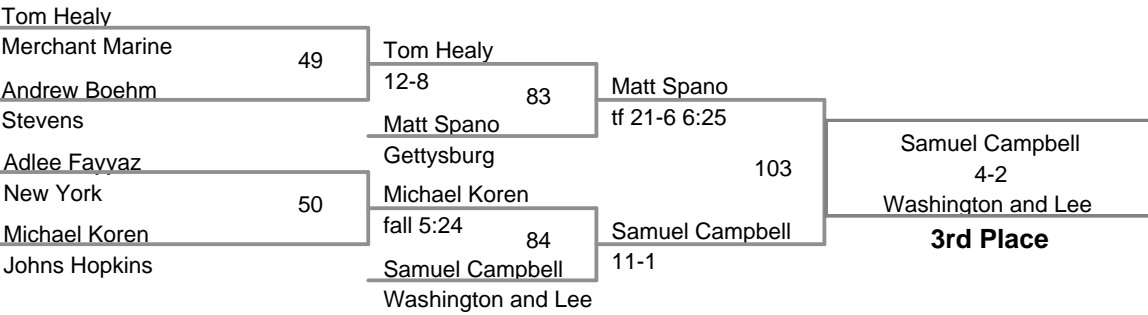 Tom Healy
Merchant Marine
49
Andrew Boehm
Stevens
Adlee Fayyaz
New York
50
Michael Koren
Johns Hopkins
Tom Healy
12-8
83
Matt Spano
Gettysburg
Michael Koren
fall 5:24
84
Samuel Campbell
Washington and Lee
Matt Spano
tf 21-6 6:25
103
Samuel Campbell
11-1
Samuel Campbell
4-2
Washington and Lee
3rd Place